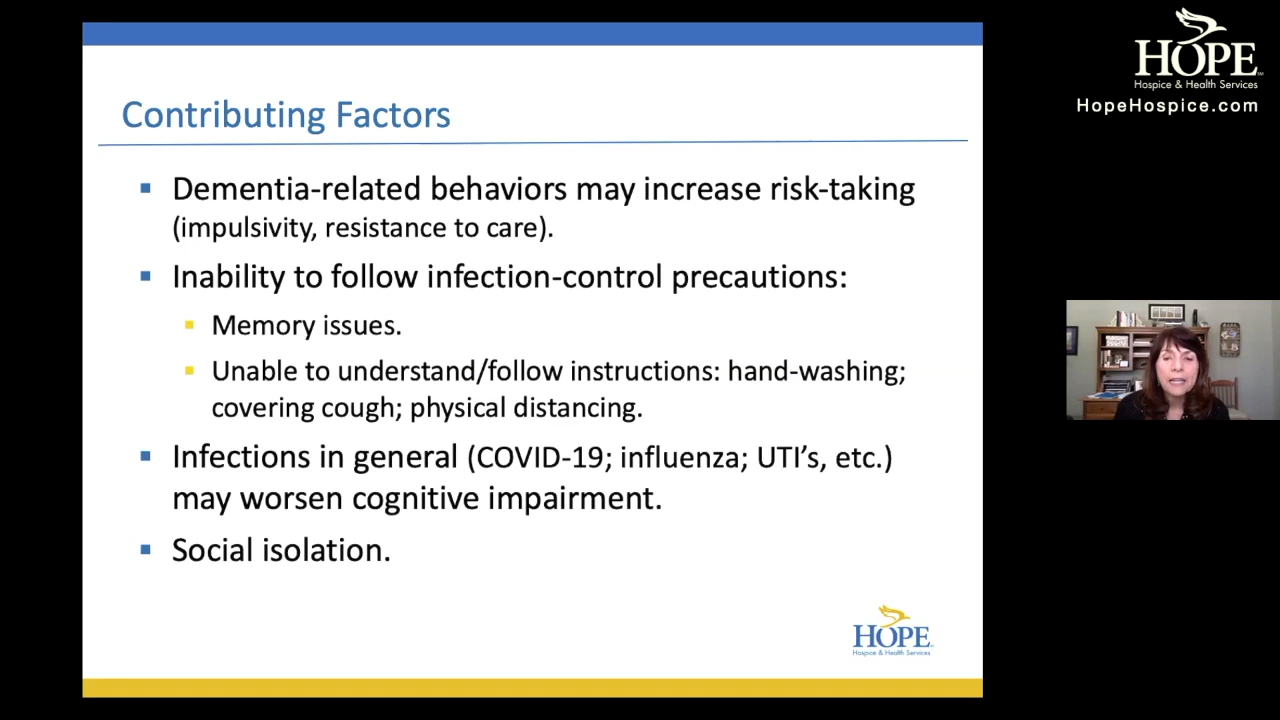 Contributing Factors
Dementia-related behaviors may increase risk-taking
(impulsivity, resistance to care).
Inability to follow infection-control precautions:
Memory issues.
Unable to understand/follow instructions: hand-washing;
covering cough; physical distancing.
Infections in general (COVID-19; influenza; UTI's, etc.)
may worsen cognitive impairment.
Social isolation.
HOPE
Hospice & Health Services
HOPE
Hospice & Health Services
HopeHospice.com